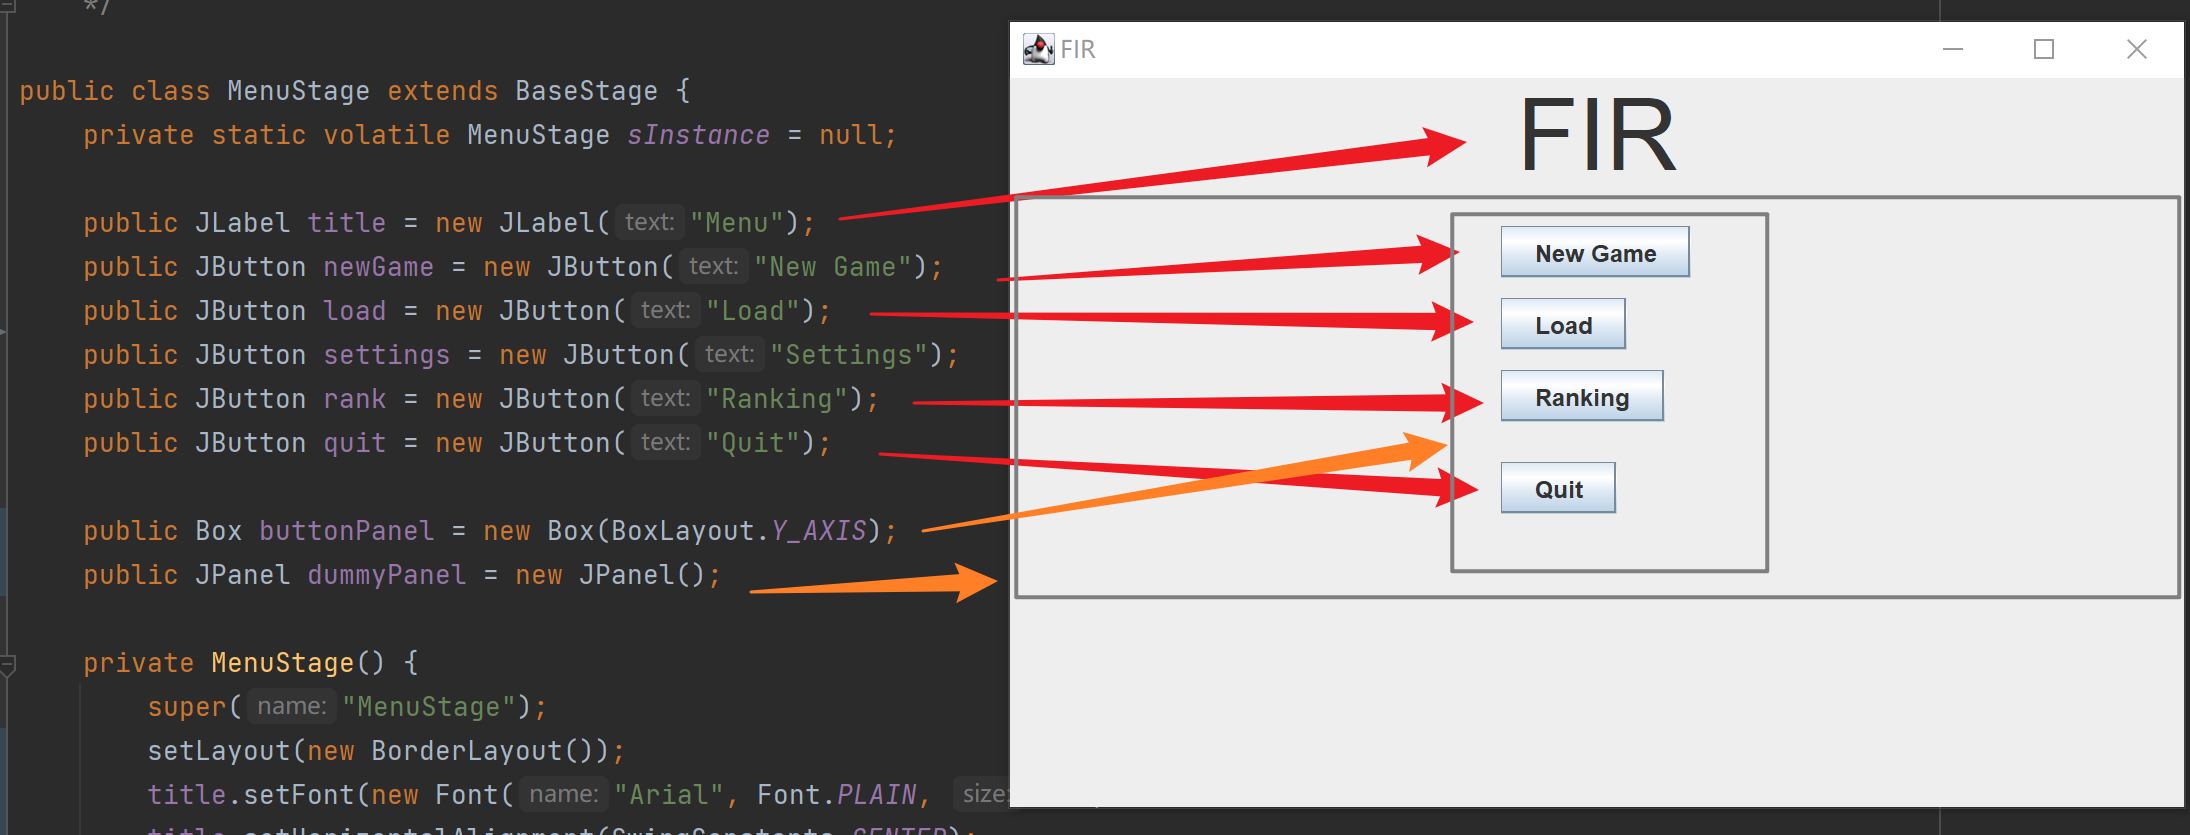 */
public class MenuStage extends BaseStage {
private static volatile MenuStage sInstance = null;
public JLabel title = new JLabel( text: "Menu");
public JButton newGame = new JButton( text: "New Game");
public JButton load = new JButton( text: "Load");
public JButton settings = new JButton( text: "Settings");
public JButton rank = new JButton( text: "Ranking");
public JButton quit = new JButton( text: "Quit");
public Box buttonPanel = new Box(BoxLayout.Y_AXIS);
public JPanel dummyPanel = new JPanel();
private MenuStage() {
super( name: "MenuStage");
setLayout(new BorderLayout());
title.setFont(new Font( name: "Arial", Font.PLAIN, size:
title.setHorizontalAlignment(SwingConstants.CENTER);
FIR
FIR
New Game
Load
Ranking
Quit